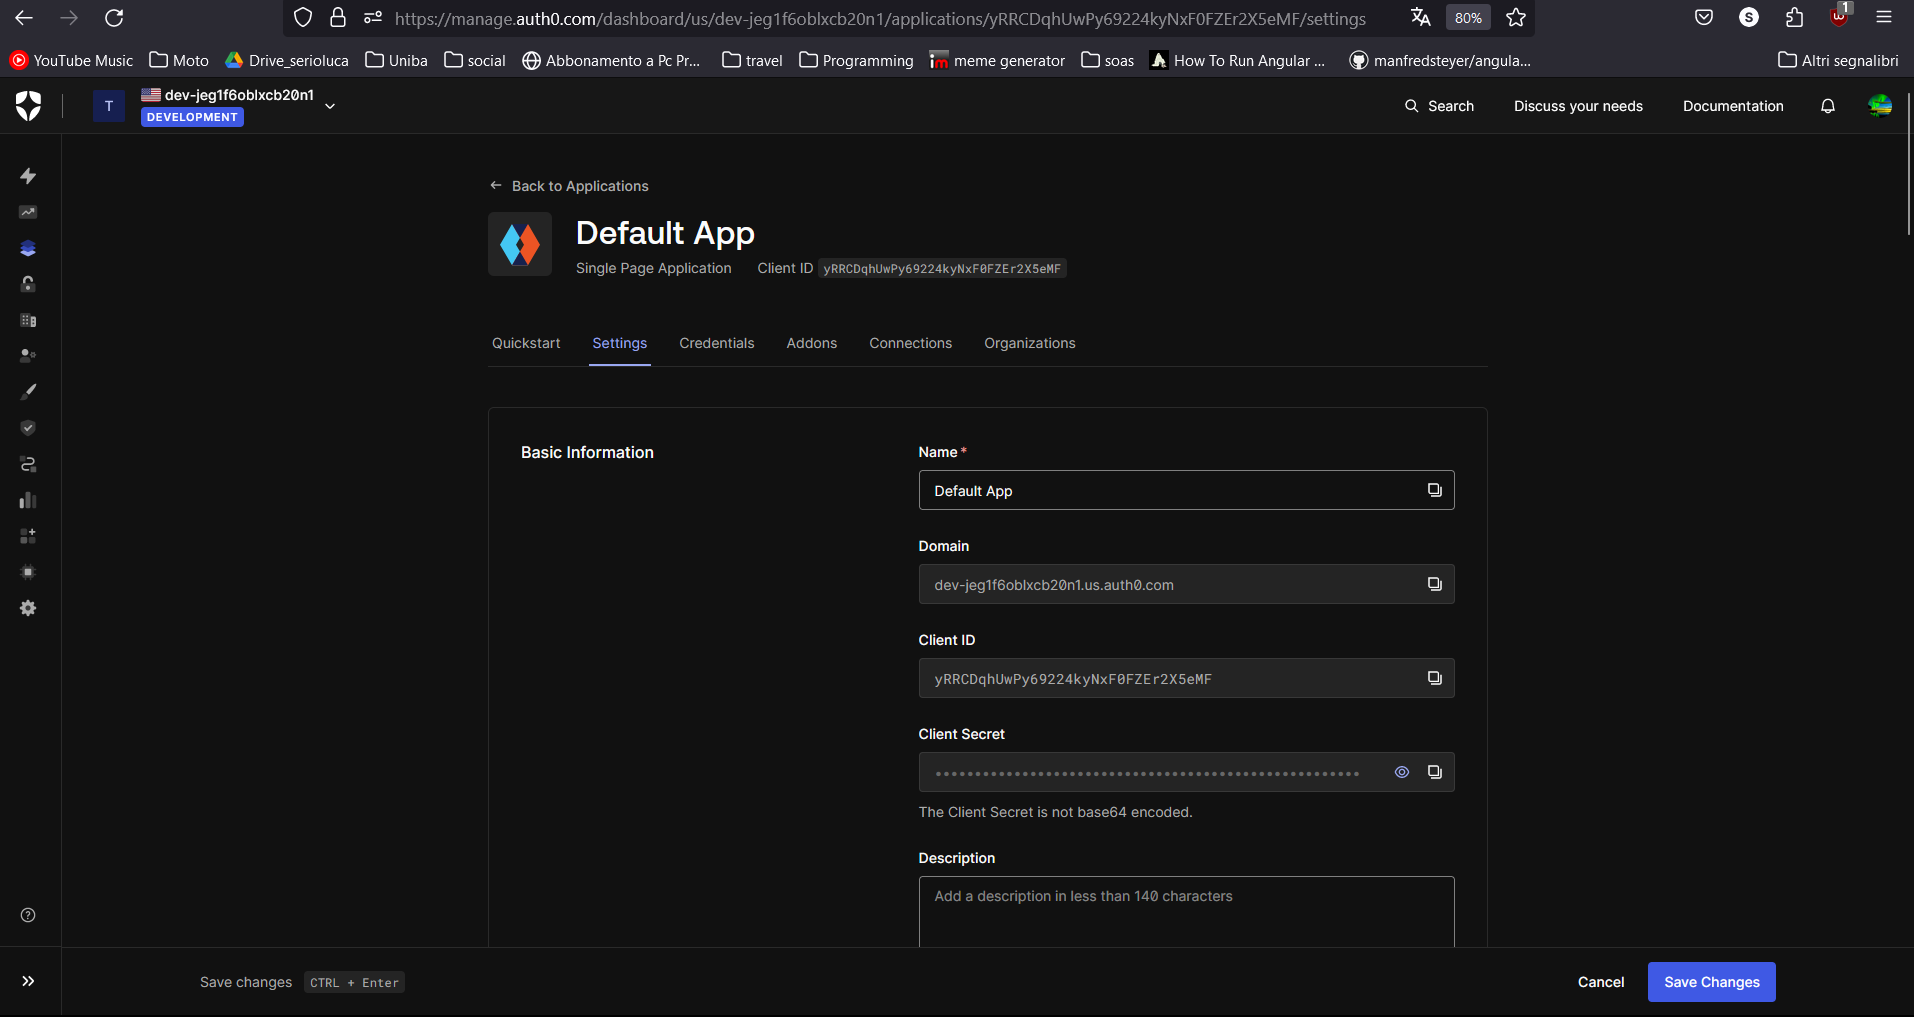 https://manage.auth0.com/dashboard/us/dev-jeg1f6oblxcb20n1/applications/yRRCDqhUwPy69224kyNxF0FZEr2X5eMF/settings
80%
S
1
YouTube Music
Moto
Drive_serioluca
Uniba
social
Abbonamento a Pc Pr...
travel
Programming
im
meme generator
soas
How To Run Angular ...
manfredsteyer/angula...
Altri segnalibri
T
dev-jeg1f6oblxcb20n1
DEVELOPMENT
Search
Discuss your needs
Documentation
Back to Applications
Default App
Single Page Application
Client ID yRRCDqhUwPy69224kyNxF0FZEr2X5eMF
Quickstart
Settings
Credentials
Addons
Connections
Organizations
Basic Information
Name*
Default App
Domain
dev-jeg1f6oblxcb20n1.us.auth0.com
Client ID
yRRCDqhUwPy69224kyNxF0FZEr2X5eMF
Client Secret
The Client Secret is not base64 encoded.
Description
Add a description in less than 140 characters
Save changes CTRL + Enter
Cancel
Save Changes